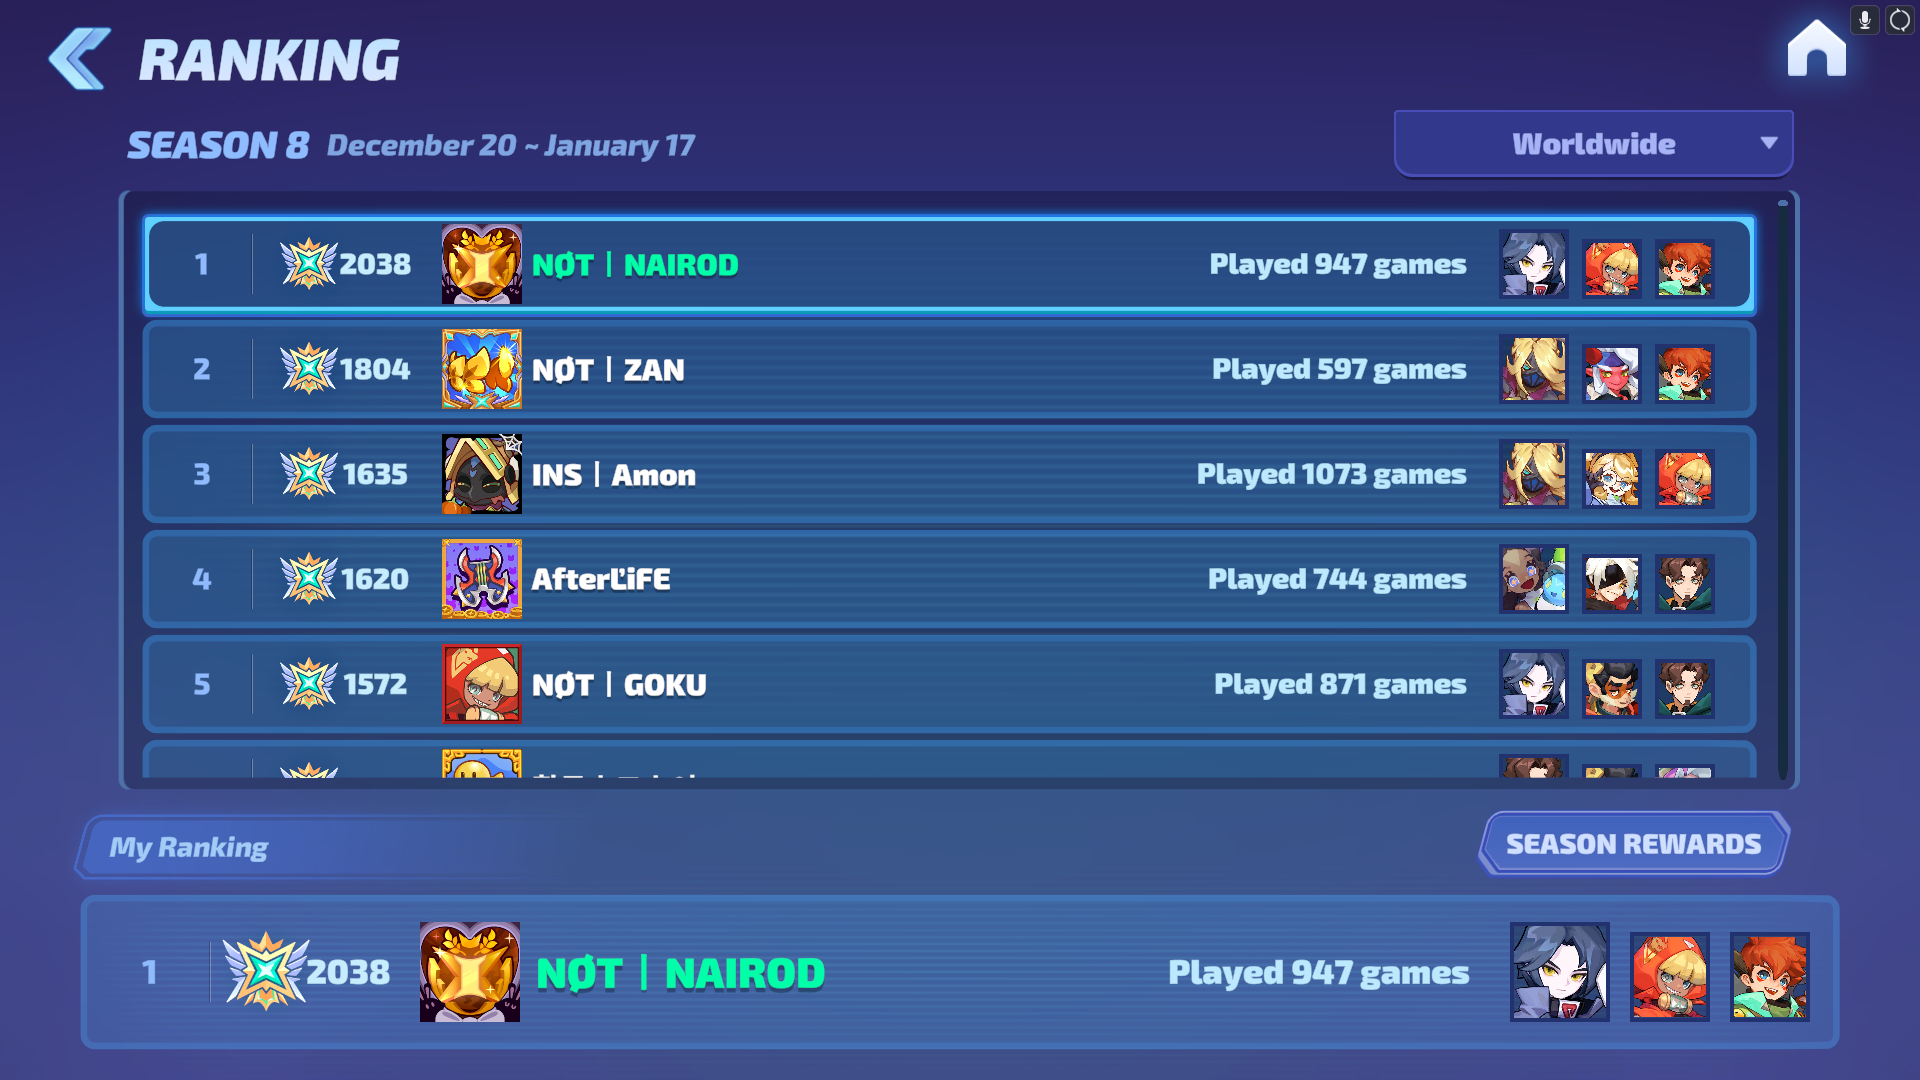 RANKING
SEASON 8 December 20 ~ January 17
Worldwide
1 2038 NØT | NAIROD Played 947 games
2 1804 NØT | ZAN Played 597 games
3 1635 INS | Amon Played 1073 games
4 1620 AfterĽiFE Played 744 games
5 1572 NØT | GOKU Played 871 games
My Ranking
SEASON REWARDS
1 2038 NØT | NAIROD Played 947 games